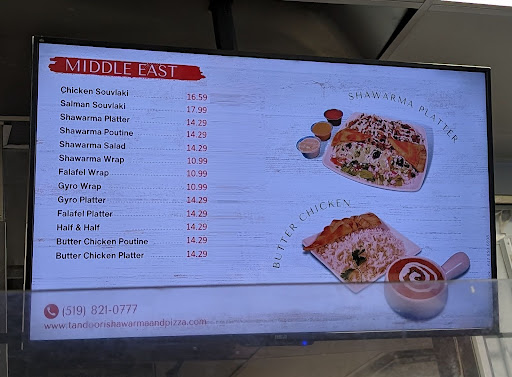 MIDDLE EAST
Chicken Souvlaki 16.59
Salman Souvlaki 17.99
Shawarma Platter 14.29
Shawarma Poutine 14.29
Shawarma Salad 14.29
Shawarma Wrap 10.99
Falafel Wrap 10.99
Gyro Wrap 10.99
Gyro Platter 14.29
Falafel Platter 14.29
Half & Half 14.29
Butter Chicken Poutine 14.29
Butter Chicken Platter 14.29
SHAWARMA PLATTER
BUTTER CHICKEN
(519) 821-0777
www.tandoorishawarmaandpizza.com